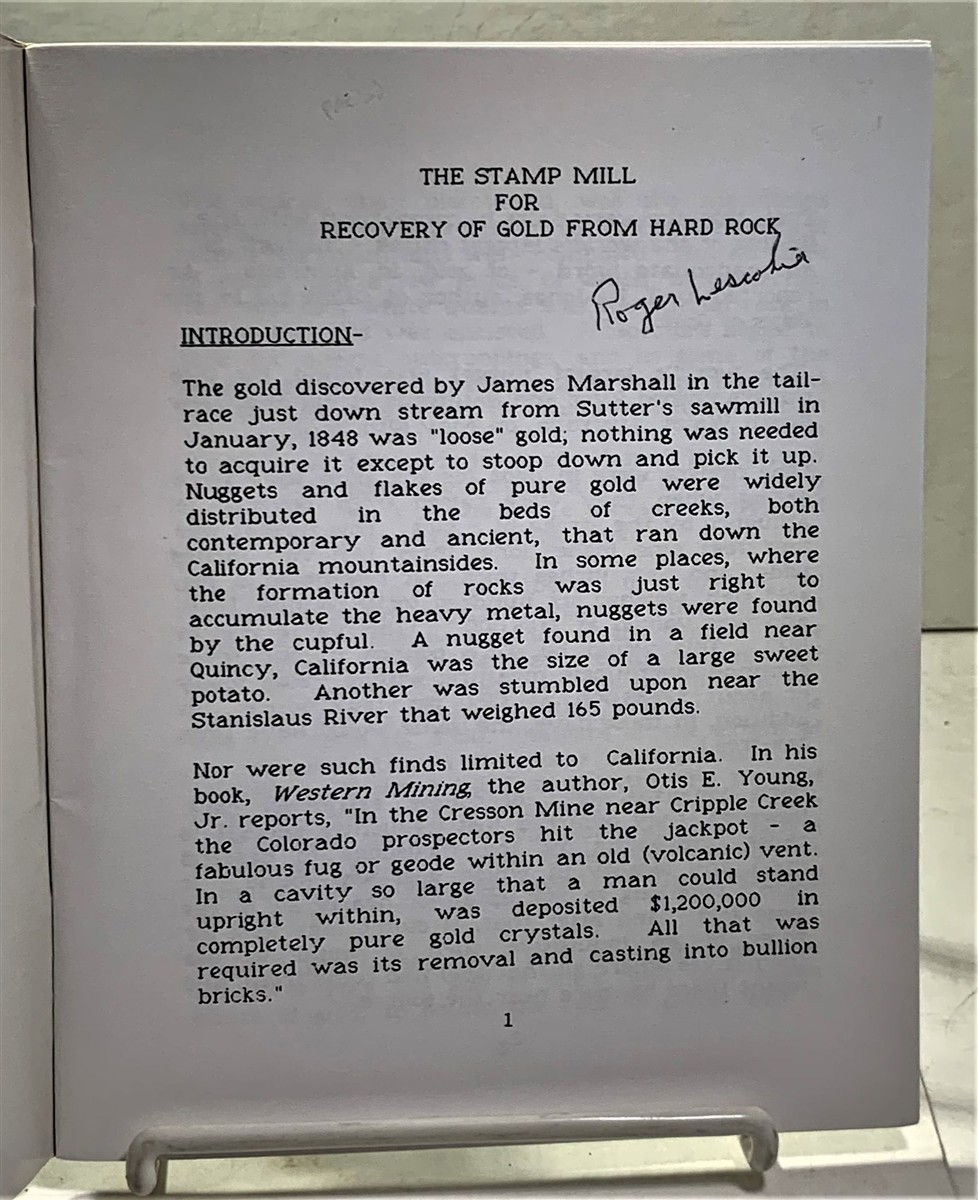 THE STAMP MILL
FOR
RECOVERY OF GOLD FROM HARD ROCK
Roger Lescohier
INTRODUCTION-
The gold discovered by James Marshall in the tail-
race just down stream from Sutter's sawmill in
January, 1848 was "loose" gold; nothing was needed
to acquire it except to stoop down and pick it up.
Nuggets and flakes of pure gold were widely
distributed in the beds of creeks, both
contemporary and ancient, that ran down the
California mountainsides. In some places, where
the formation of rocks was just right to
accumulate the heavy metal, nuggets were found
by the cupful. A nugget found in a field near
Quincy, California was the size of a large sweet
potato. Another was stumbled upon near the
Stanislaus River that weighed 165 pounds.
Nor were such finds limited to California. In his
book, Western Mining, the author, Otis E. Young,
Jr. reports, "In the Cresson Mine near Cripple Creek
the Colorado prospectors hit the jackpot - a
fabulous fug or geode within an old (volcanic) vent.
In a cavity so large that a man could stand
upright within, was deposited $1,200,000 in
completely pure gold crystals. All that was
required was its removal and casting into bullion
bricks."
1